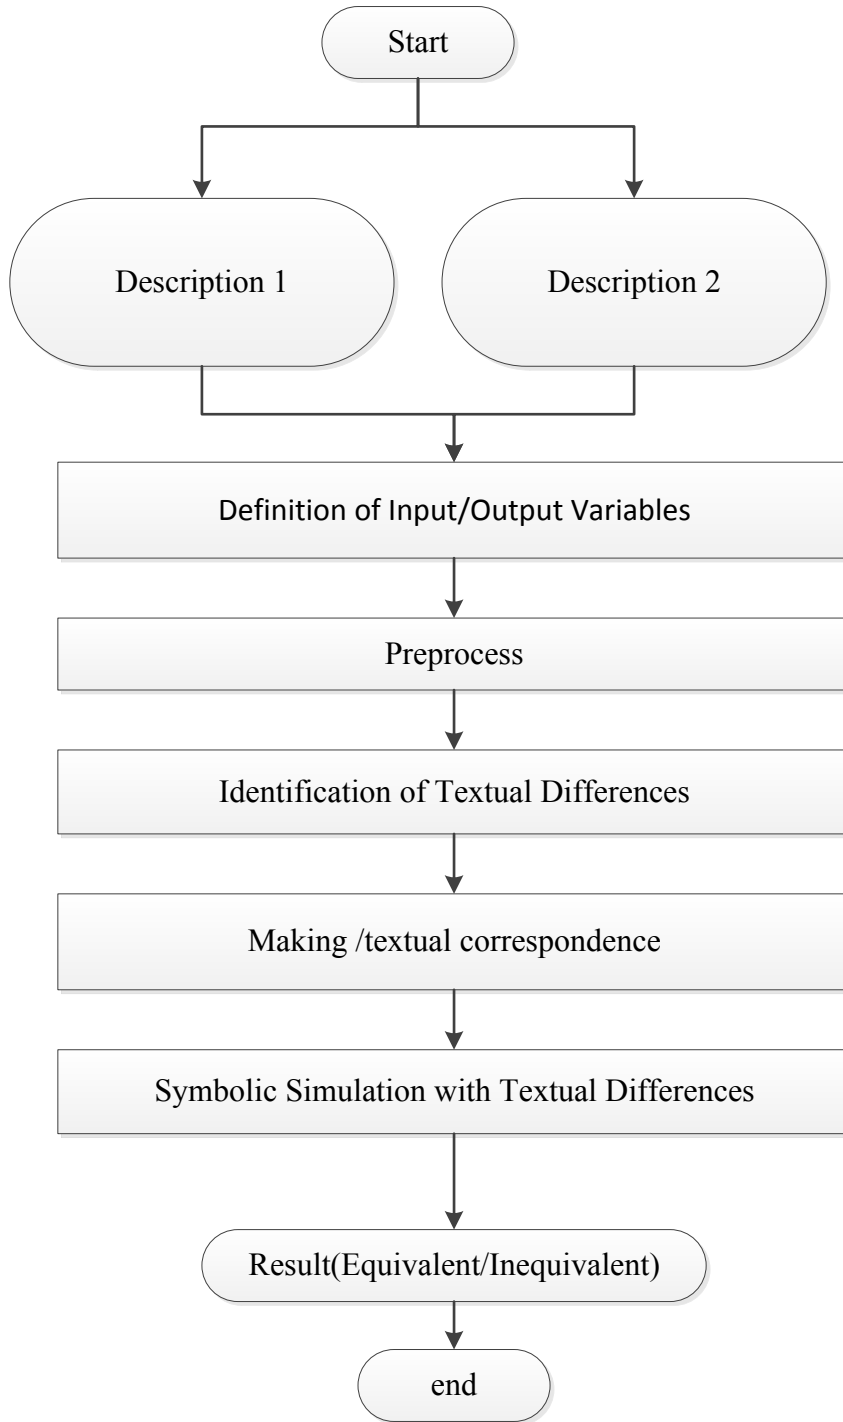 Start
Description 1
Description 2
Definition of Input/Output Variables
Preprocess
Identification of Textual Differences
Making /textual correspondence
Symbolic Simulation with Textual Differences
Result(Equivalent/Inequivalent)
end